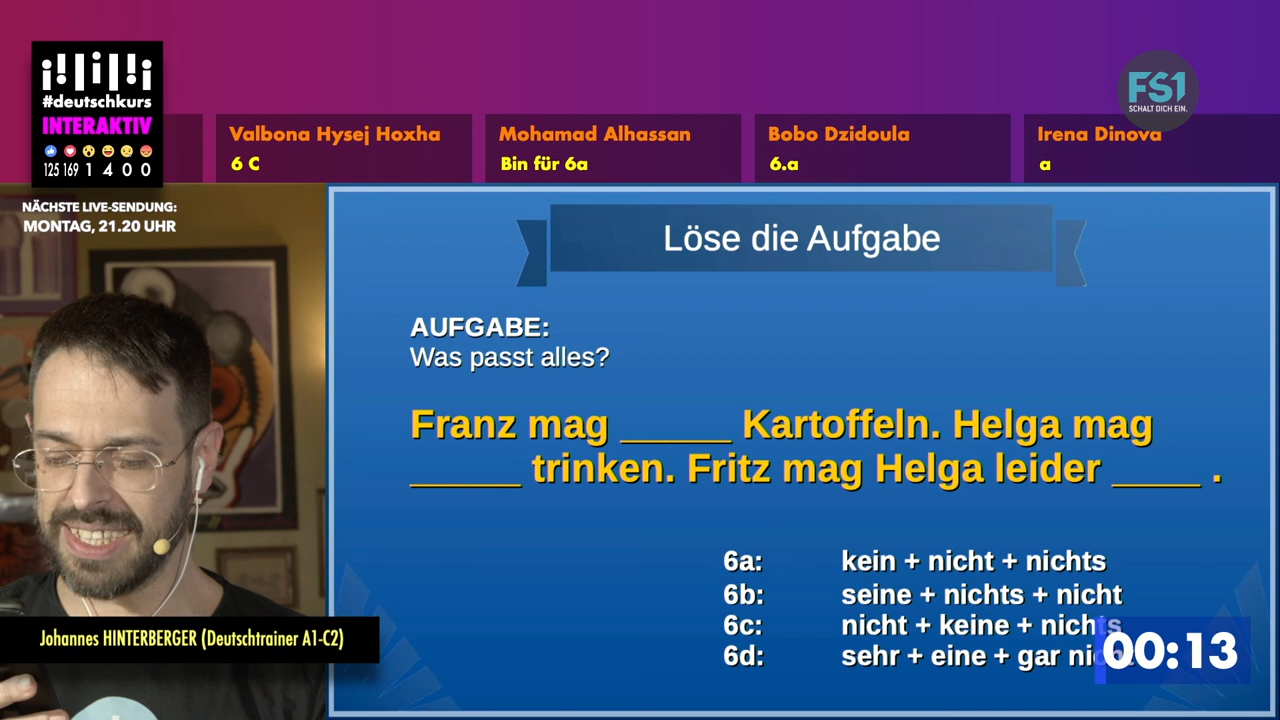 #deutschkurs
INTERAKTIV
125 169 1 4 0 0
FS1
SCHALT DICH EIN.
Valbona Hysej Hoxha
6 C
Mohamad Alhassan
Bin für 6a
Bobo Dzidoula
6.a
Irena Dinova
a
NÄCHSTE LIVE-SENDUNG:
MONTAG, 21.20 UHR
Löse die Aufgabe
AUFGABE:
Was passt alles?
Franz mag _____ Kartoffeln. Helga mag
_____ trinken. Fritz mag Helga leider ____ .
6a: kein + nicht + nichts
6b: seine + nichts + nicht
6c: nicht + keine + nichts
6d: sehr + eine + gar nicht
00:13
Johannes HINTERBERGER (Deutschtrainer A1-C2)